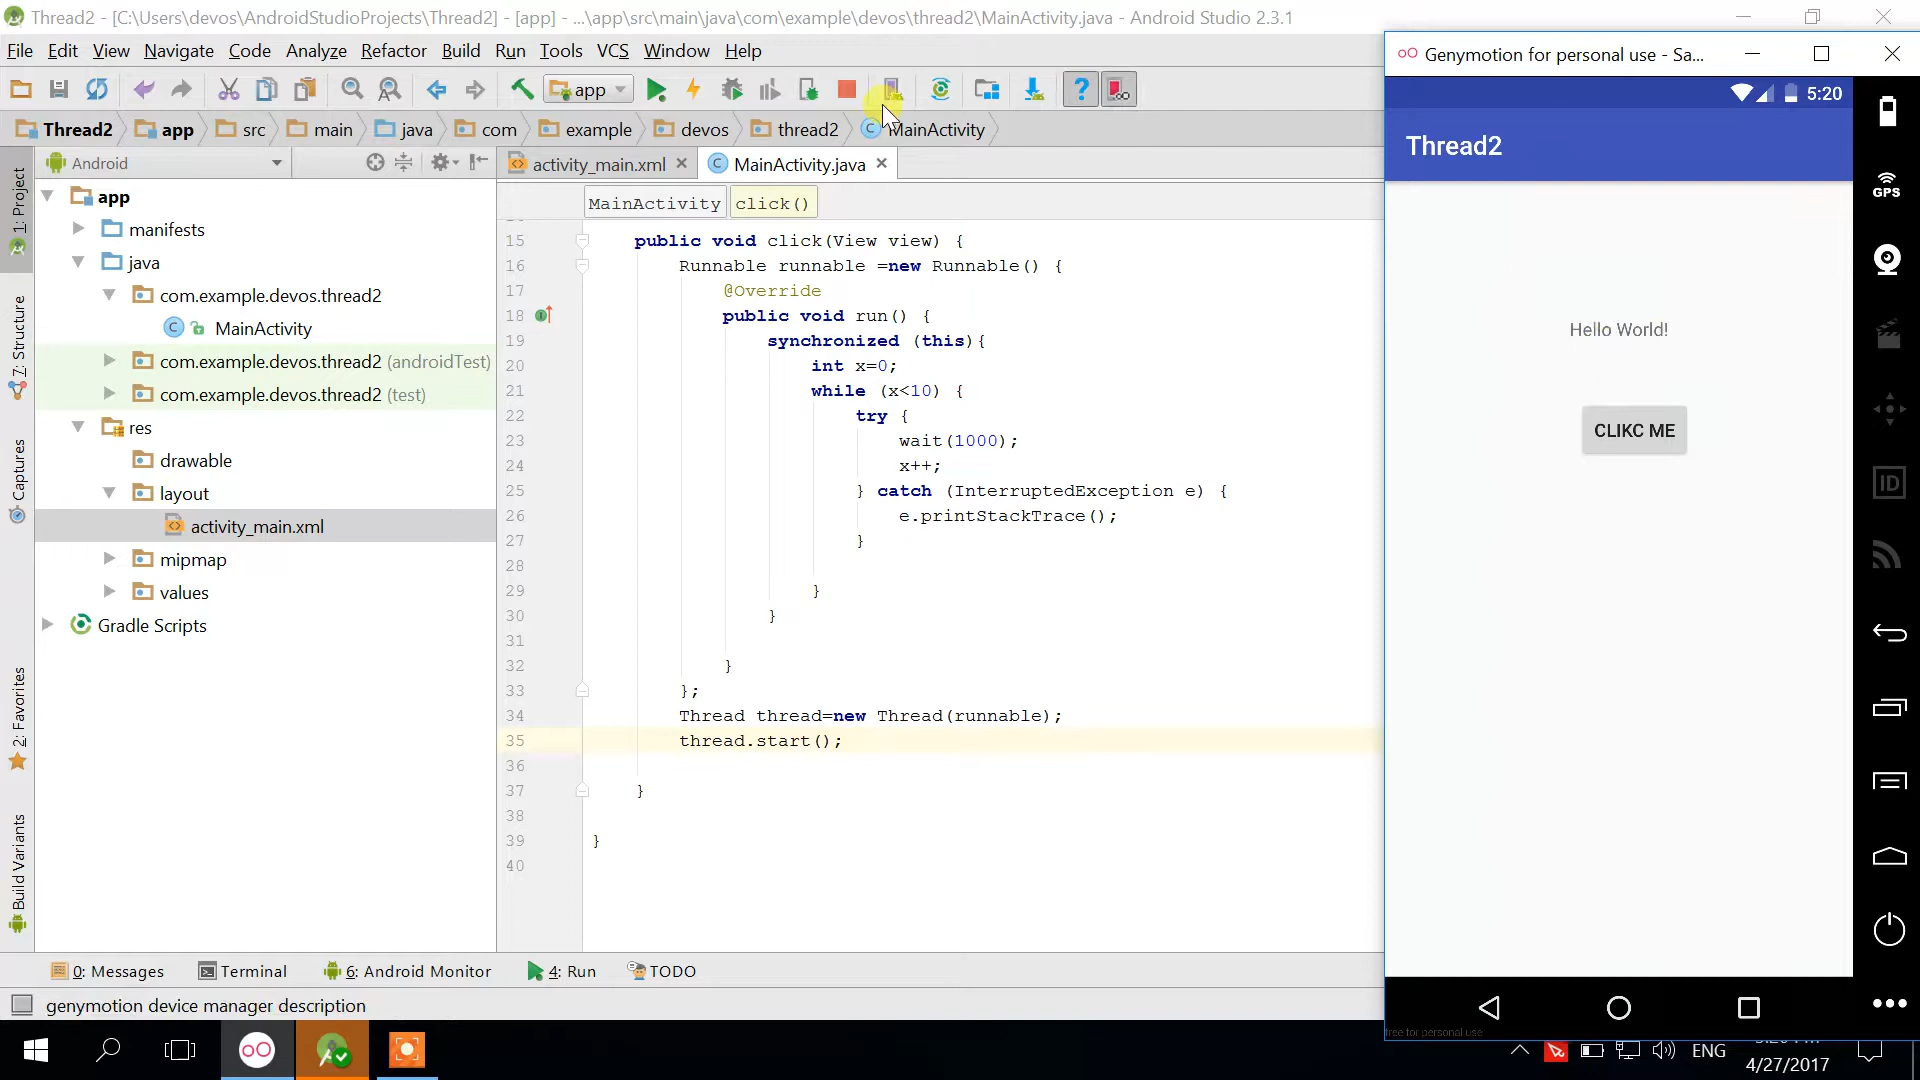 Thread2 - [C:\Users\devos\AndroidStudioProjects\Thread2] - [app] - ...\app\src\main\java\com\example\devos\thread2\MainActivity.java - Android Studio 2.3.1
File Edit View Navigate Code Analyze Refactor Build Run Tools VCS Window Help
app
Thread2 app src main java com example devos thread2 MainActivity
Android
activity_main.xml MainActivity.java
MainActivity click()
1: Project
7: Structure
Captures
2: Favorites
Build Variants
app
manifests
java
com.example.devos.thread2
MainActivity
com.example.devos.thread2 (androidTest)
com.example.devos.thread2 (test)
res
drawable
layout
activity_main.xml
mipmap
values
Gradle Scripts
15 public void click(View view) {
16 Runnable runnable =new Runnable() {
17 @Override
18 public void run() {
19 synchronized (this){
20 int x=0;
21 while (x<10) {
22 try {
23 wait(1000);
24 x++;
25 } catch (InterruptedException e) {
26 e.printStackTrace();
27 }
28
29 }
30 }
31
32 }
33 };
34 Thread thread=new Thread(runnable);
35 thread.start();
36
37 }
38
39 }
40
0: Messages Terminal 6: Android Monitor 4: Run TODO
genymotion device manager description
Genymotion for personal use - Sa...
5:20
Thread2
Hello World!
CLIKC ME
GPS
ID
free for personal use
ENG
4/27/2017